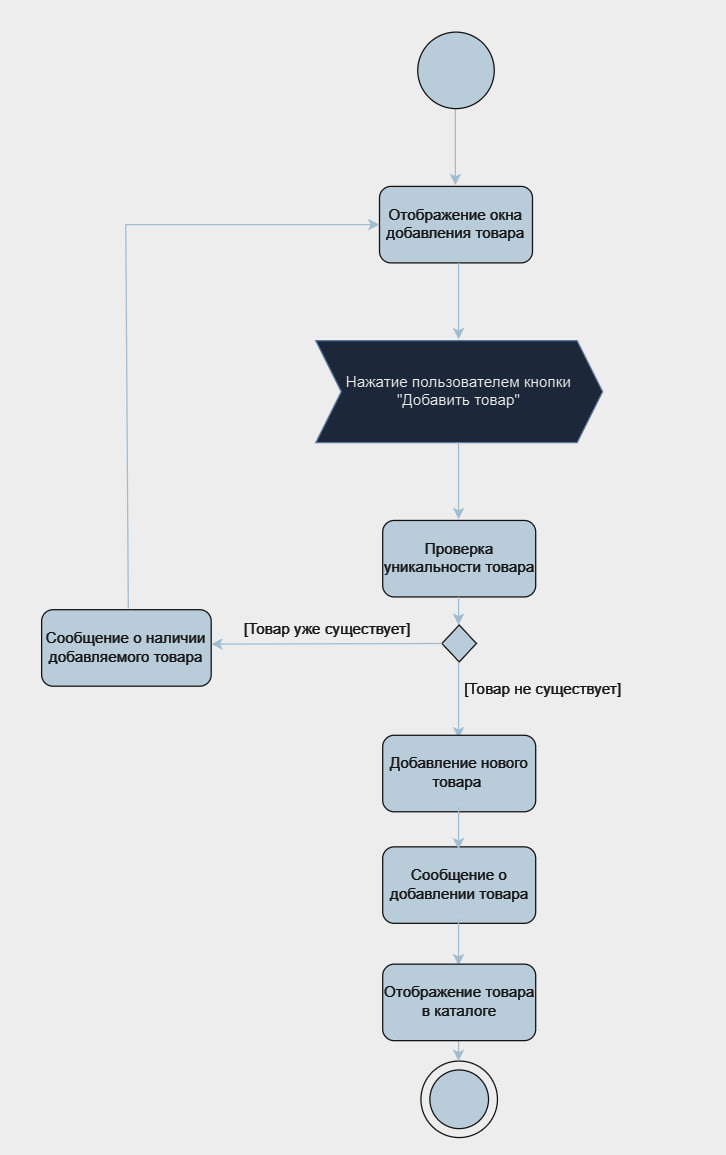 Отображение окна
добавления товара
Нажатие пользователем кнопки
"Добавить товар"
Проверка
уникальности товара
[Товар уже существует]
Сообщение о наличии
добавляемого товара
[Товар не существует]
Добавление нового
товара
Сообщение о
добавлении товара
Отображение товара
в каталоге